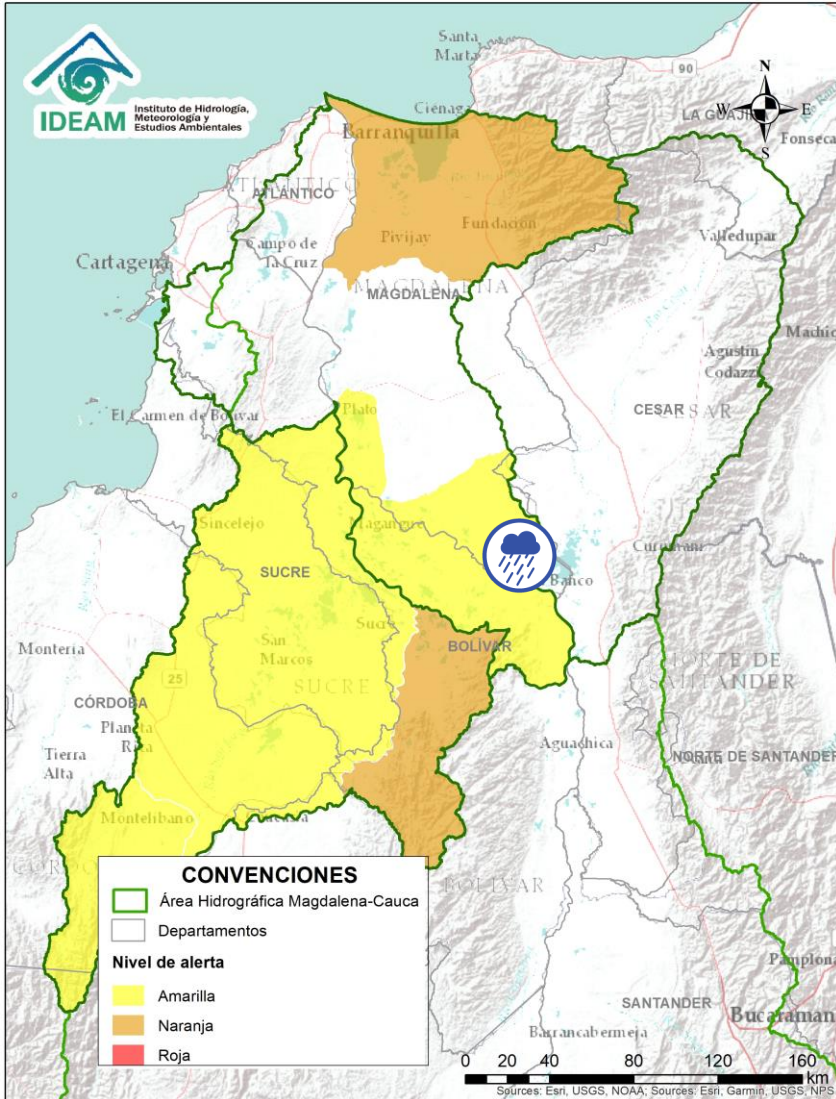 IDEAM
Instituto de Hidrología,
Meteorología y
Estudios Ambientales
Santa
Marta
90
N
W
E
S
Ciénaga
LA GUAJIRA
Barranquilla
Fonseca
ATLÁNTICO
Valledupar
Fundación
Pivijay
Campo de
la Cruz
Cartagena
MAGDALENA
MAGDALENA
Agustín
Codazzi
Plato
CESAR
CESAR
El Carmen de Bolívar
Sincelejo
Magangué
SUCRE
Banco
Sucre
San
Marcos
BOLÍVAR
Montería
SUCRE
NORTE DE
SANTANDER
25
CÓRDOBA
Planeta
Rica
Tierra
Alta
Aguachica
NORTE DE SANTANDER
Montelíbano
BOLÍVAR
CONVENCIONES
Área Hidrográfica Magdalena-Cauca
Departamentos
Nivel de alerta
Amarilla
Naranja
Roja
Pamplona
SANTANDER
Bucaraman
Barrancabermeja
0 20 40 80 120 160
km
Sources: Esri, USGS, NOAA; Sources: Esri, Garmin, USGS, NPS